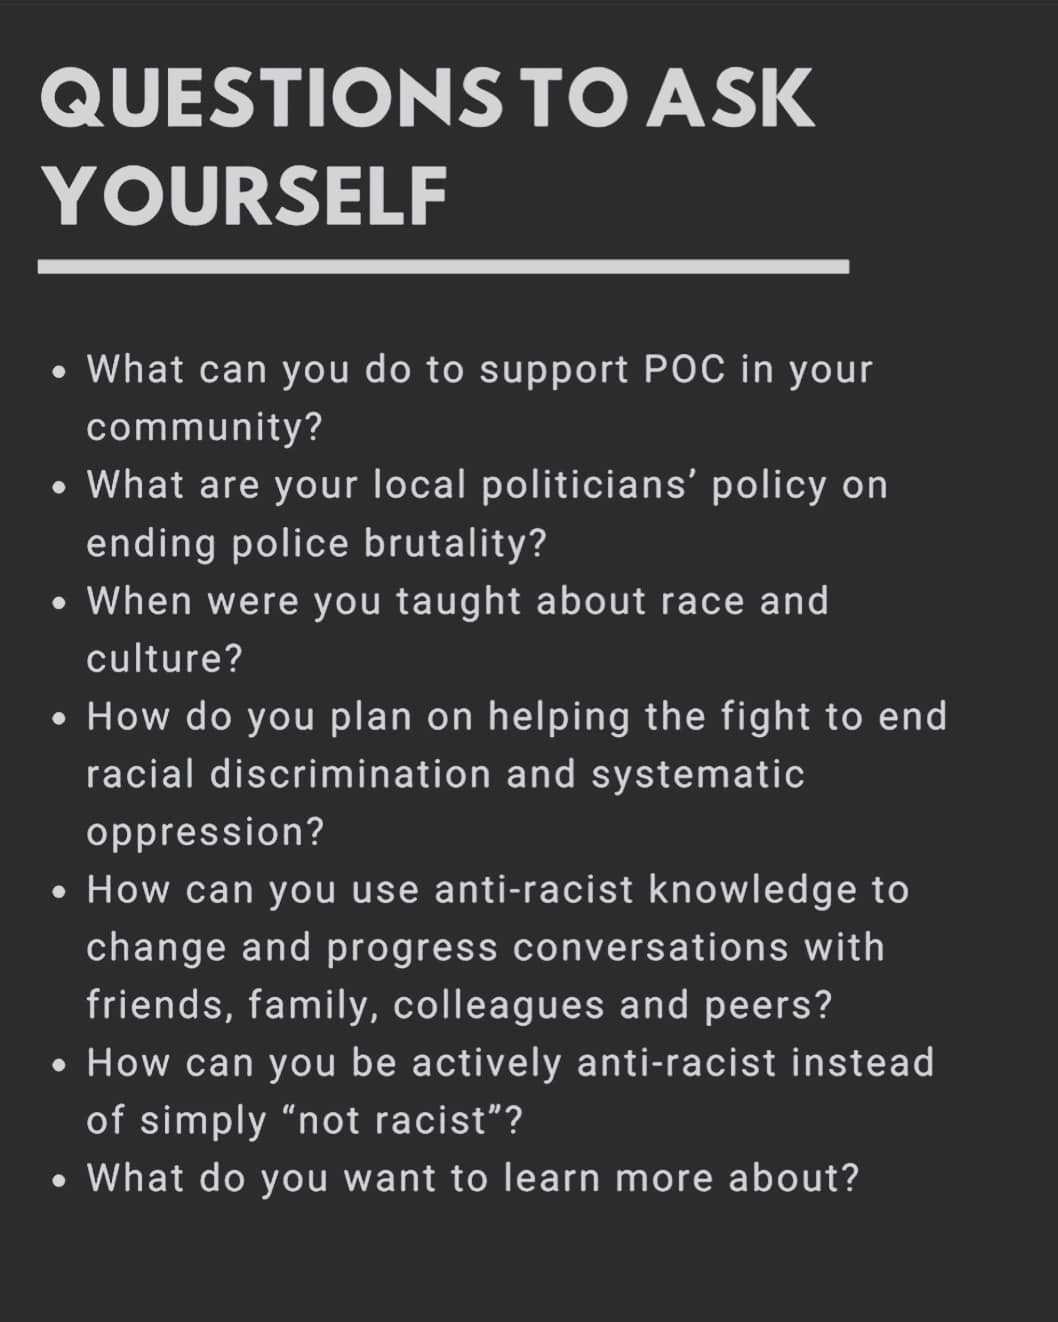 QUESTIONS TO ASK
YOURSELF
• What can you do to support POC in your
community?
• What are your local politicians’ policy on
ending police brutality?
• When were you taught about race and
culture?
• How do you plan on helping the fight to end
racial discrimination and systematic
oppression?
• How can you use anti-racist knowledge to
change and progress conversations with
friends, family, colleagues and peers?
• How can you be actively anti-racist instead
of simply “not racist”?
• What do you want to learn more about?